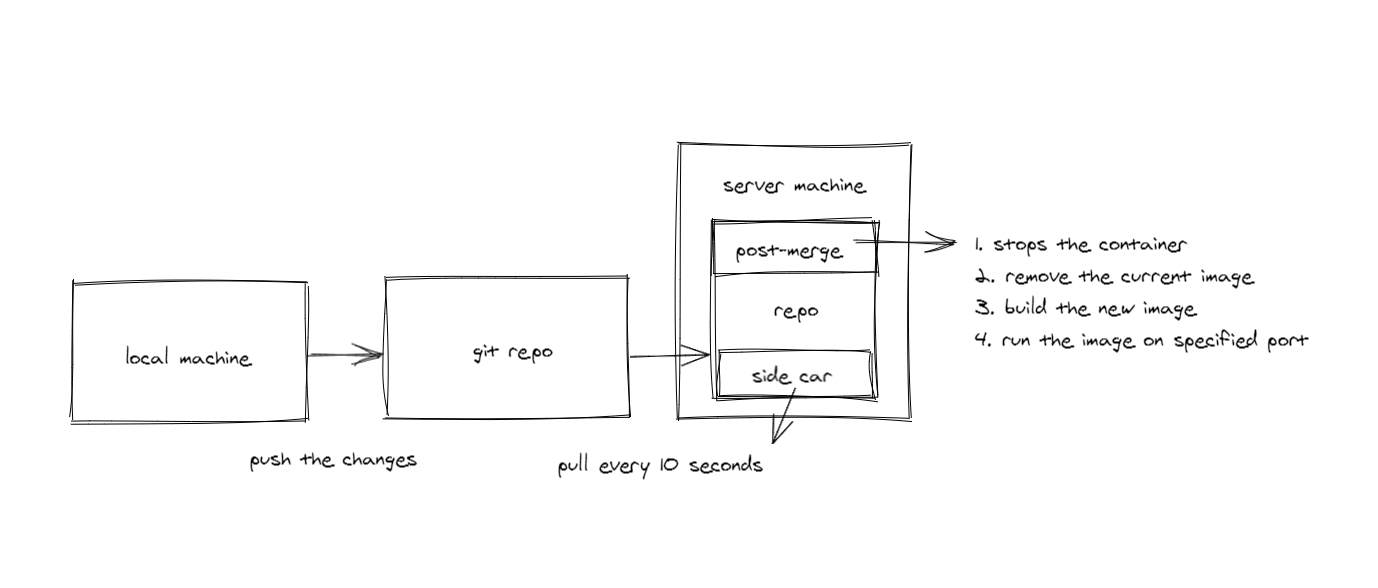 server machine
post-merge
1. stops the container
2. remove the current image
3. build the new image
4. run the image on specified port
repo
local machine
git repo
side car
push the changes
pull every 10 seconds